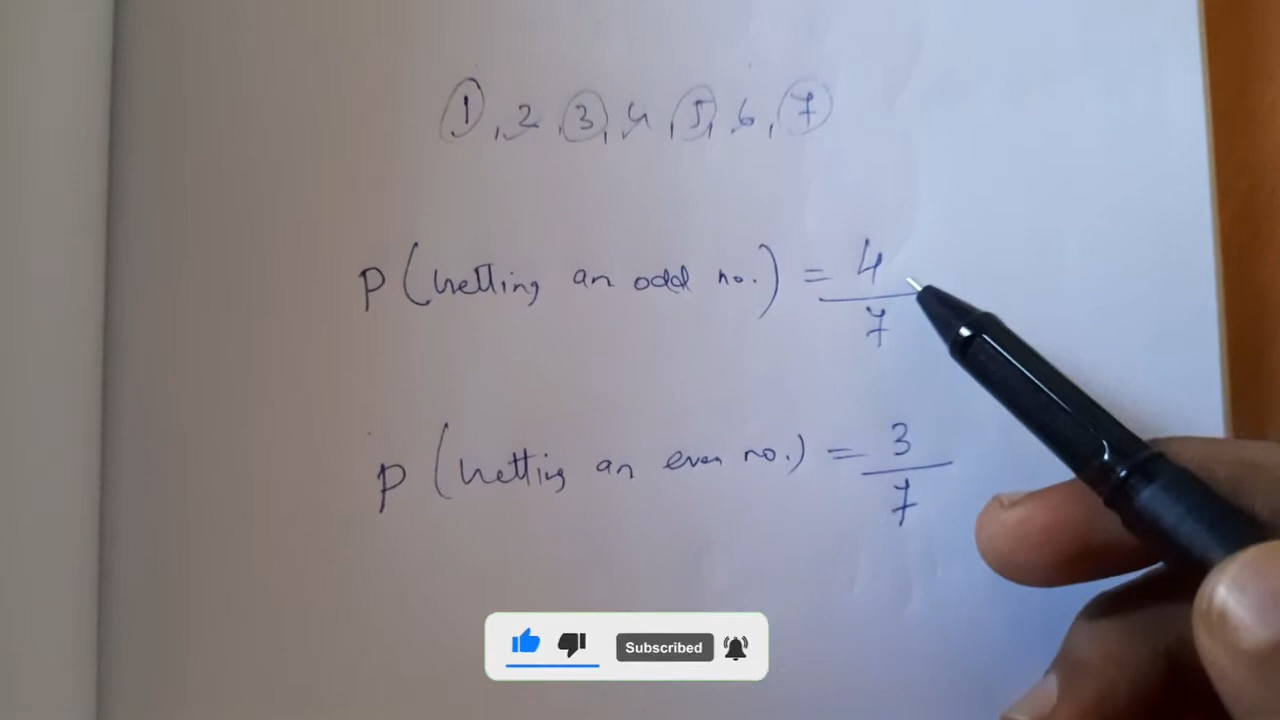 1, 2, 3, 4, 5, 6, 7
P (Getting an odd no.) = 4
7
P (Getting an even no.) = 3
7
Subscribed